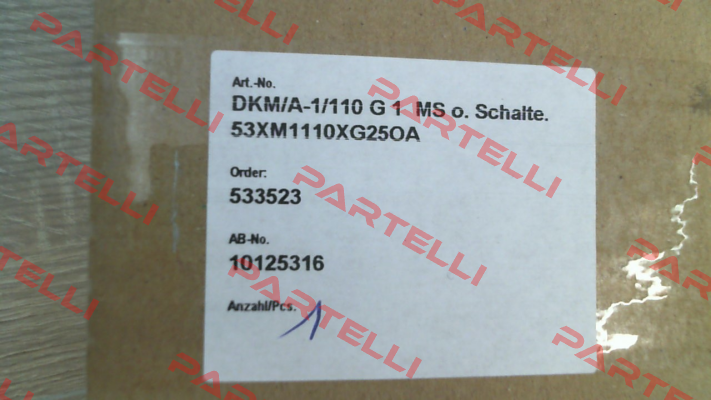 Art.-No.
DKM/A-1/110 G 1 MS o. Schalte.
53XM1110XG25OA
Order:
533523
AB-No.
10125316
Anzahl/Pcs. 1
PARTELLI
PARTELLI
PARTELLI
PARTELLI
PARTELLI
PARTELLI
PARTELLI